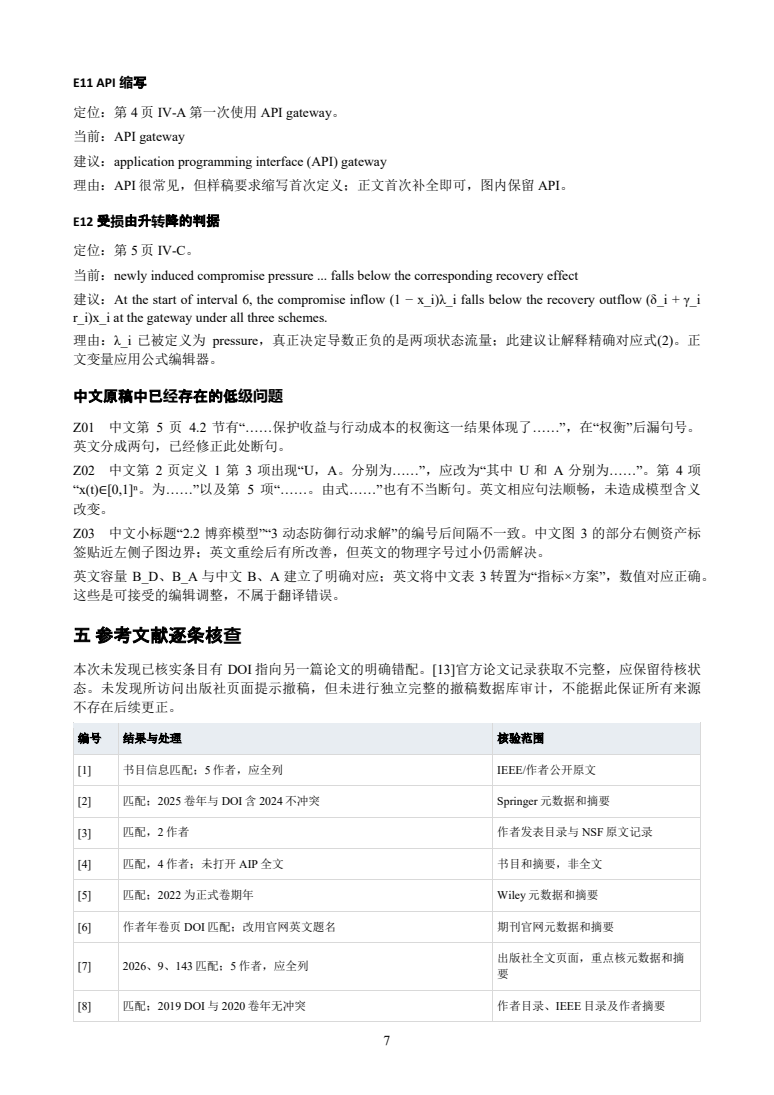 E11 API 缩写
定位：第 4 页 IV-A 第一次使用 API gateway。
当前：API gateway
建议：application programming interface (API) gateway
理由：API 很常见，但样稿要求缩写首次定义；正文首次补全即可，图内保留 API。
E12 受损由升转降的判据
定位：第 5 页 IV-C。
当前：newly induced compromise pressure ... falls below the corresponding recovery effect
建议：At the start of interval 6, the compromise inflow (1 − x_i)λ_i falls below the recovery outflow (δ_i + γ_i
r_i)x_i at the gateway under all three schemes.
理由：λ_i 已被定义为 pressure，真正决定导数正负的是两项状态流量；此建议让解释精确对应式(2)。正
文变量应用公式编辑器。
中文原稿中已经存在的低级问题
Z01 中文第 5 页 4.2 节有“……保护收益与行动成本的权衡这一结果体现了……”，在“权衡”后漏句号。
英文分成两句，已经修正此处断句。
Z02 中文第 2 页定义 1 第 3 项出现“U，A。分别为……”，应改为“其中 U 和 A 分别为……”。第 4 项
“x(t)∈[0,1]ⁿ。为……”以及第 5 项“……。由式……”也有不当断句。英文相应句法顺畅，未造成模型含义
改变。
Z03 中文小标题“2.2 博弈模型”“3 动态防御行动求解”的编号后间隔不一致。中文图 3 的部分右侧资产标
签贴近左侧子图边界；英文重绘后有所改善，但英文的物理字号过小仍需解决。
英文容量 B_D、B_A 与中文 B、A 建立了明确对应；英文将中文表 3 转置为“指标×方案”，数值对应正确。
这些是可接受的编辑调整，不属于翻译错误。
五 参考文献逐条核查
本次未发现已核实条目有 DOI 指向另一篇论文的明确错配。[13]官方论文记录获取不完整，应保留待核状
态。未发现所访问出版社页面提示撤稿，但未进行独立完整的撤稿数据库审计，不能据此保证所有来源
不存在后续更正。
编号 结果与处理 核验范围
[1] 书目信息匹配；5 作者，应全列 IEEE/作者公开原文
[2] 匹配；2025 卷年与 DOI 含 2024 不冲突 Springer 元数据和摘要
[3] 匹配，2 作者 作者发表目录与 NSF 原文记录
[4] 匹配，4 作者；未打开 AIP 全文 书目和摘要，非全文
[5] 匹配；2022 为正式卷期年 Wiley 元数据和摘要
[6] 作者年卷页 DOI 匹配；改用官网英文题名 期刊官网元数据和摘要
[7] 2026、9、143 匹配；5 作者，应全列 出版社全文页面，重点核元数据和摘
要
[8] 匹配；2019 DOI 与 2020 卷年无冲突 作者目录、IEEE 目录及作者摘要
7